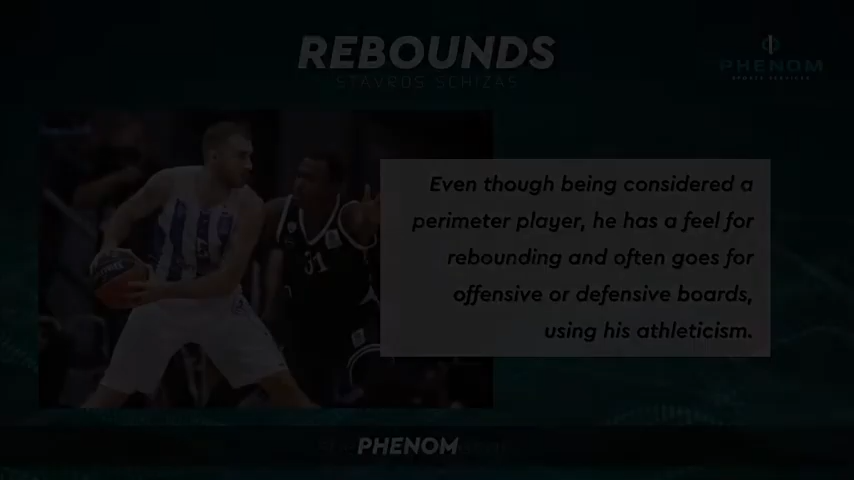 REBOUNDS
STAVROS SCHIZAS
PHENOM
SPORTS SERVICES
Even though being considered a
perimeter player, he has a feel for
rebounding and often goes for
offensive or defensive boards,
using his athleticism.
31
PHENOM